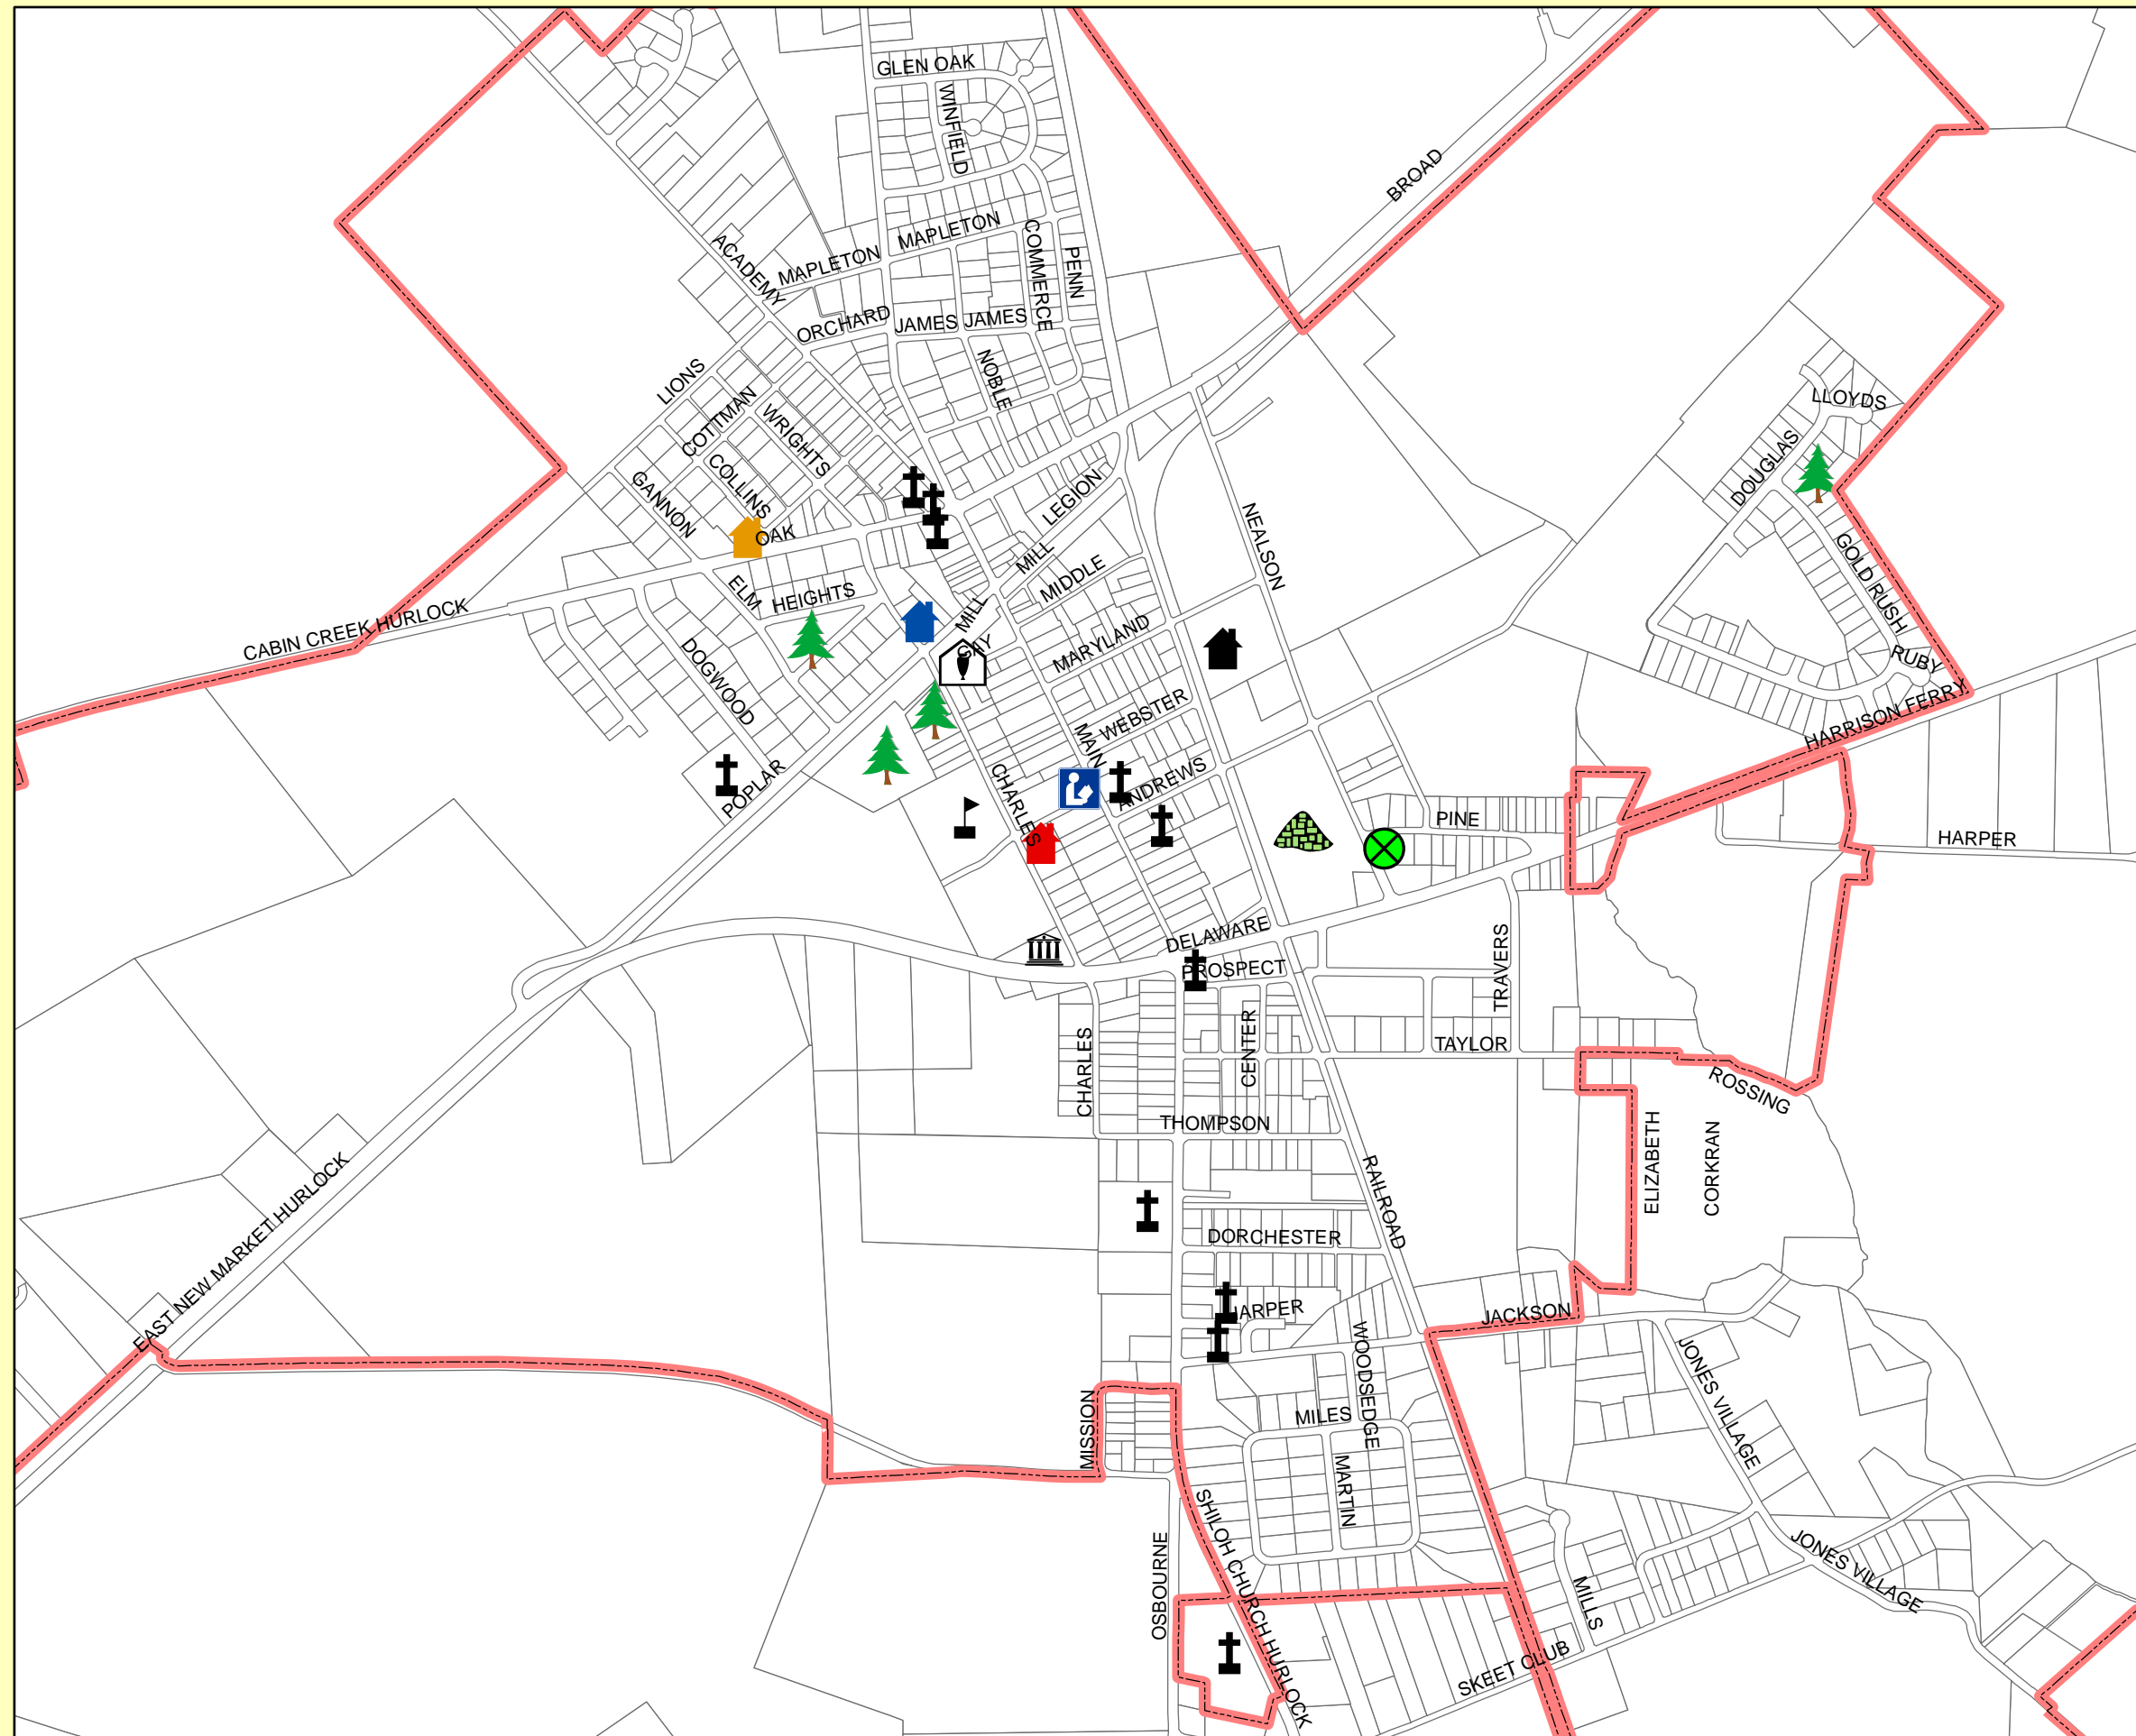 GLEN OAK
WINFIELD
BROAD
ACADEMY
MAPLETON
MAPLETON
COMMERCE
PENN
ORCHARD
JAMES
JAMES
NOBLE
LIONS
COTTMAN
WRIGHTS
COLLINS
GANNON
OAK
LEGION
NEALSON
LLOYDS
DOUGLAS
GOLD RUSH
RUBY
HARRISON FERRY
CABIN CREEK HURLOCK
ELM
HEIGHTS
MILL
MILL
MIDDLE
GAY
MARYLAND
DOGWOOD
WEBSTER
MAIN
ANDREWS
POPLAR
CHARLES
PINE
HARPER
DELAWARE
PROSPECT
TRAVERS
CHARLES
CENTER
TAYLOR
ROSSING
THOMPSON
ELIZABETH
CORKRAN
RAILROAD
EAST NEW MARKET HURLOCK
DORCHESTER
HARPER
JACKSON
WOODSEDGE
JONES VILLAGE
MISSION
MILES
MARTIN
SHILOH CHURCH HURLOCK
OSBOURNE
MILLS
JONES VILLAGE
SKEET CLUB